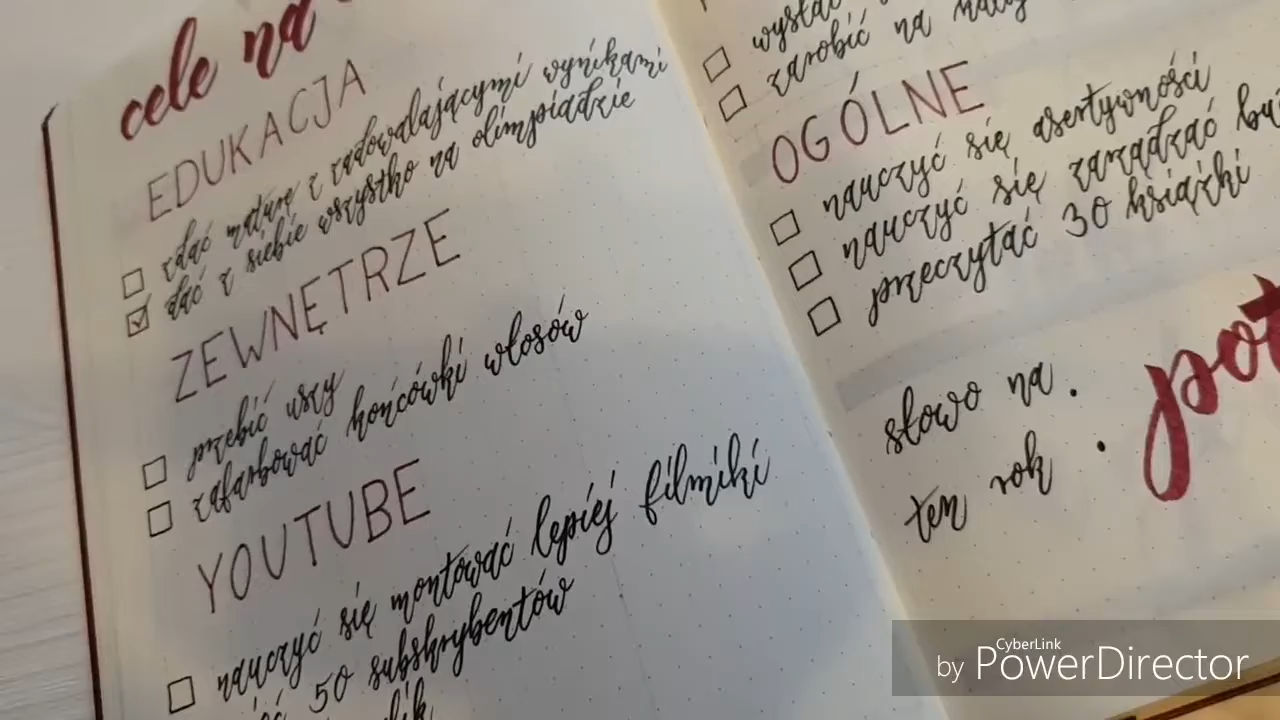 cele na
EDUKACJA
zdać maturę z zadowalającymi wynikami
dać z siebie wszystko na olimpiadzie
ZEWNĘTRZE
przebić uszy
zafarbować końcówki włosów
YOUTUBE
nauczyć się montować lepiej filmiki
50 subskrybentów
wysłać
zarobić na
OGÓLNE
nauczyć się asertywności
nauczyć się zarządzać
przeczytać 30 książki
słowo na
ten rok
CyberLink
by PowerDirector